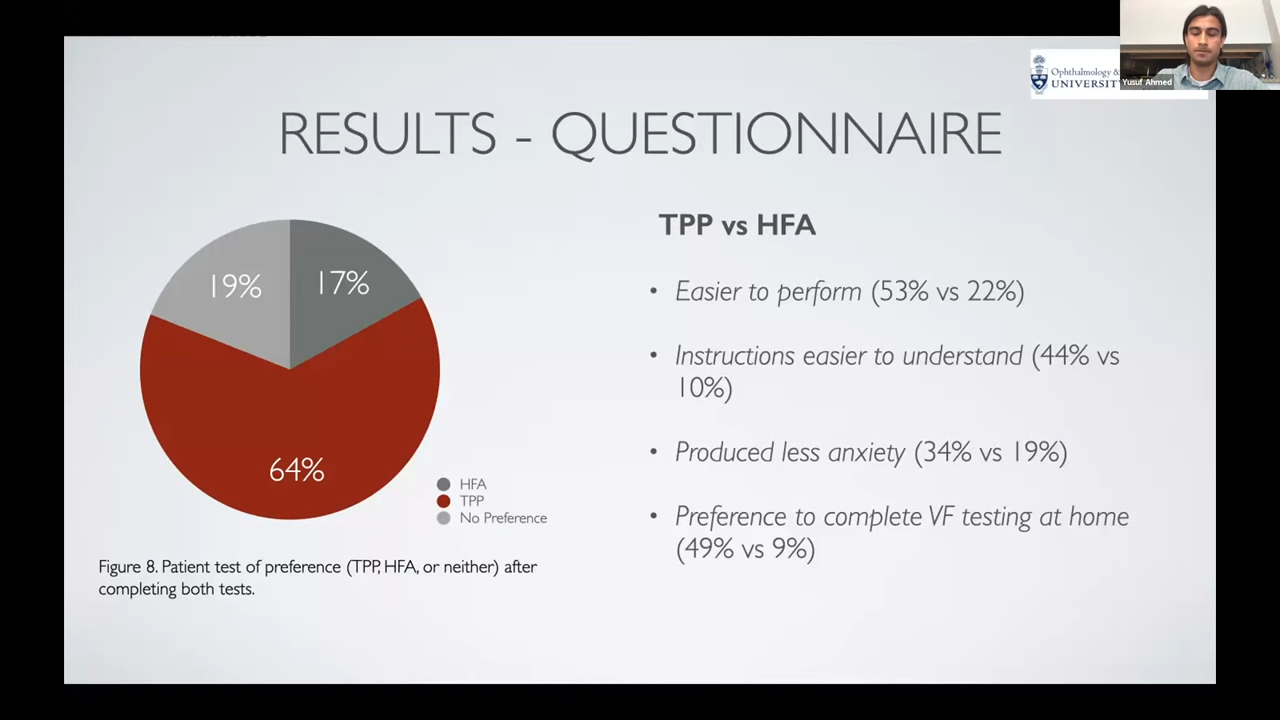 Ophthalmology &
UNIVERSITY
Yusuf Ahmed
RESULTS - QUESTIONNAIRE
19%
17%
64%
HFA
TPP
No Preference
Figure 8. Patient test of preference (TPP, HFA, or neither) after
completing both tests.
TPP vs HFA
• Easier to perform (53% vs 22%)
• Instructions easier to understand (44% vs
10%)
• Produced less anxiety (34% vs 19%)
• Preference to complete VF testing at home
(49% vs 9%)